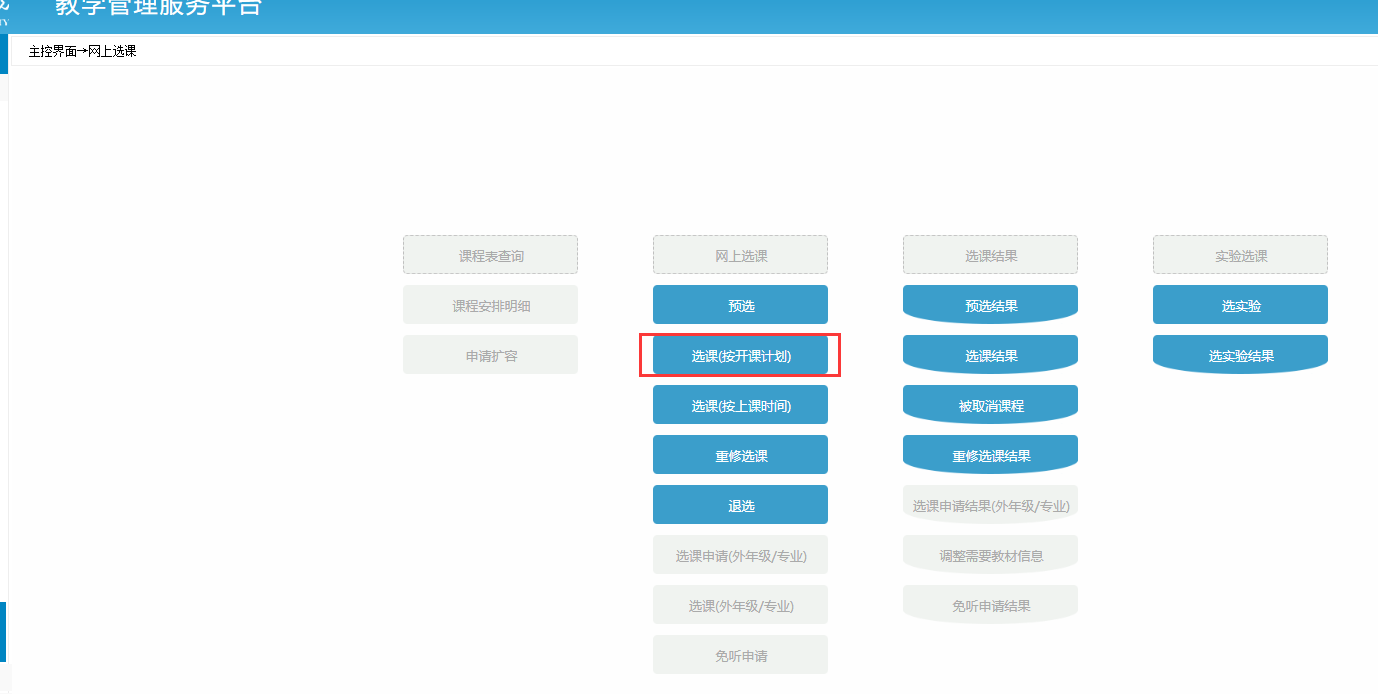 教学管理服务平台
主控界面→网上选课
课程表查询
网上选课
选课结果
实验选课
课程安排明细
预选
预选结果
选实验
申请扩容
选课(按开课计划)
选课结果
选实验结果
选课(按上课时间)
被取消课程
重修选课
重修选课结果
退选
选课申请结果(外年级/专业)
选课申请(外年级/专业)
调整需要教材信息
选课(外年级/专业)
免听申请结果
免听申请